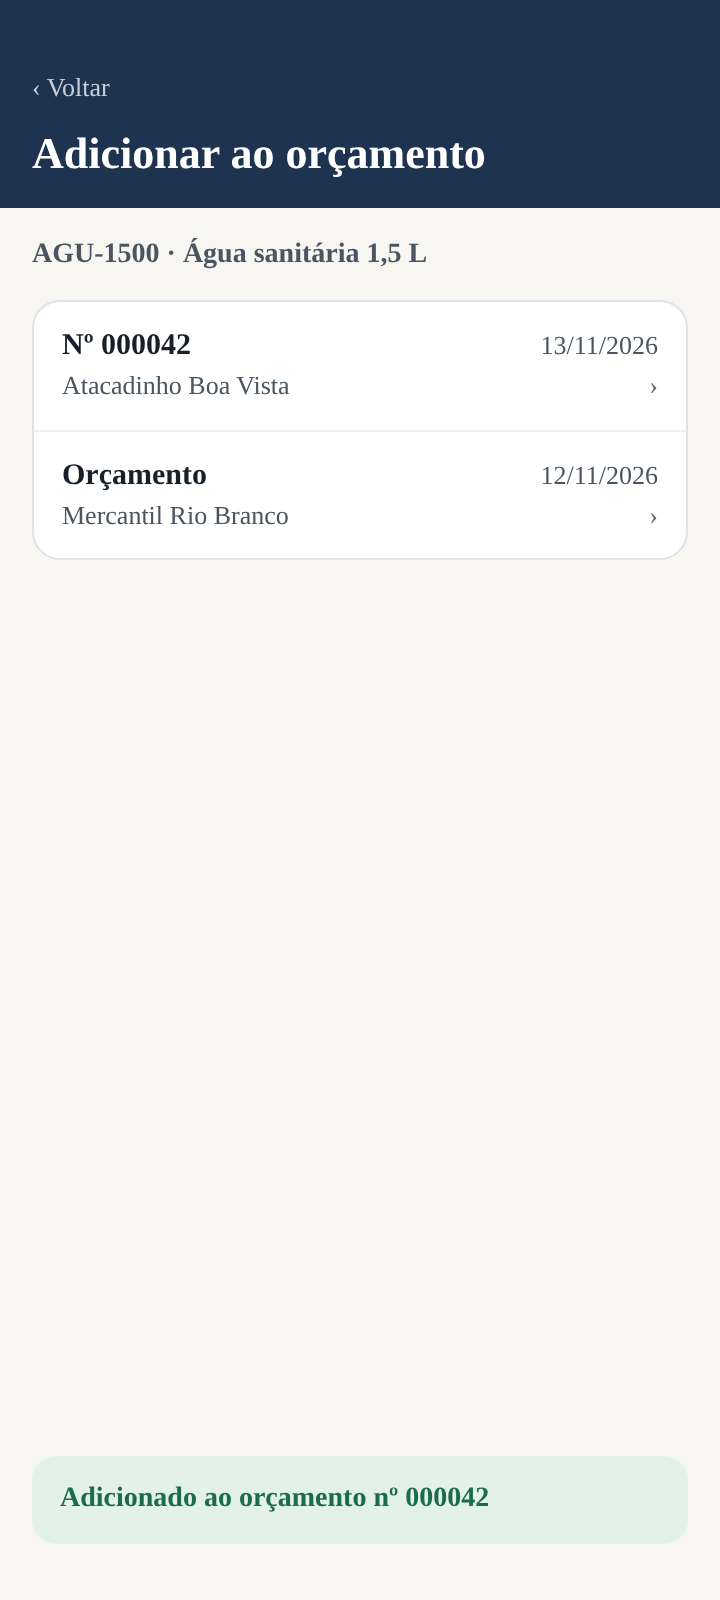 ‹ Voltar
Adicionar ao orçamento
AGU-1500 · Água sanitária 1,5 L
Nº 000042 13/11/2026
Atacadinho Boa Vista ›
Orçamento 12/11/2026
Mercantil Rio Branco ›
Adicionado ao orçamento nº 000042